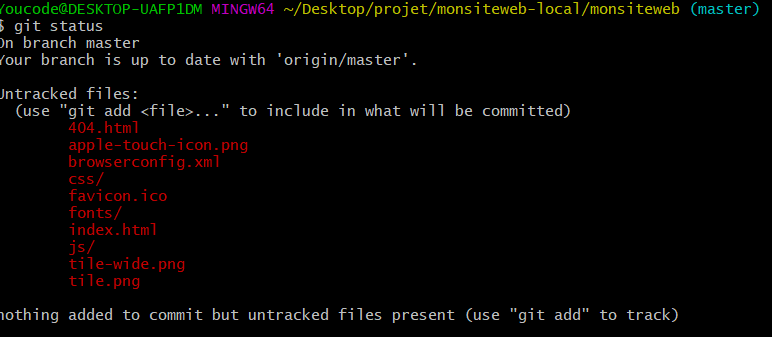 Youcode@DESKTOP-UAFP1DM MINGW64 ~/Desktop/projet/monsiteweb-local/monsiteweb (master)
$ git status
On branch master
Your branch is up to date with 'origin/master'.
Untracked files:
(use "git add <file>..." to include in what will be committed)
404.html
apple-touch-icon.png
browserconfig.xml
css/
favicon.ico
fonts/
index.html
js/
tile-wide.png
tile.png
nothing added to commit but untracked files present (use "git add" to track)